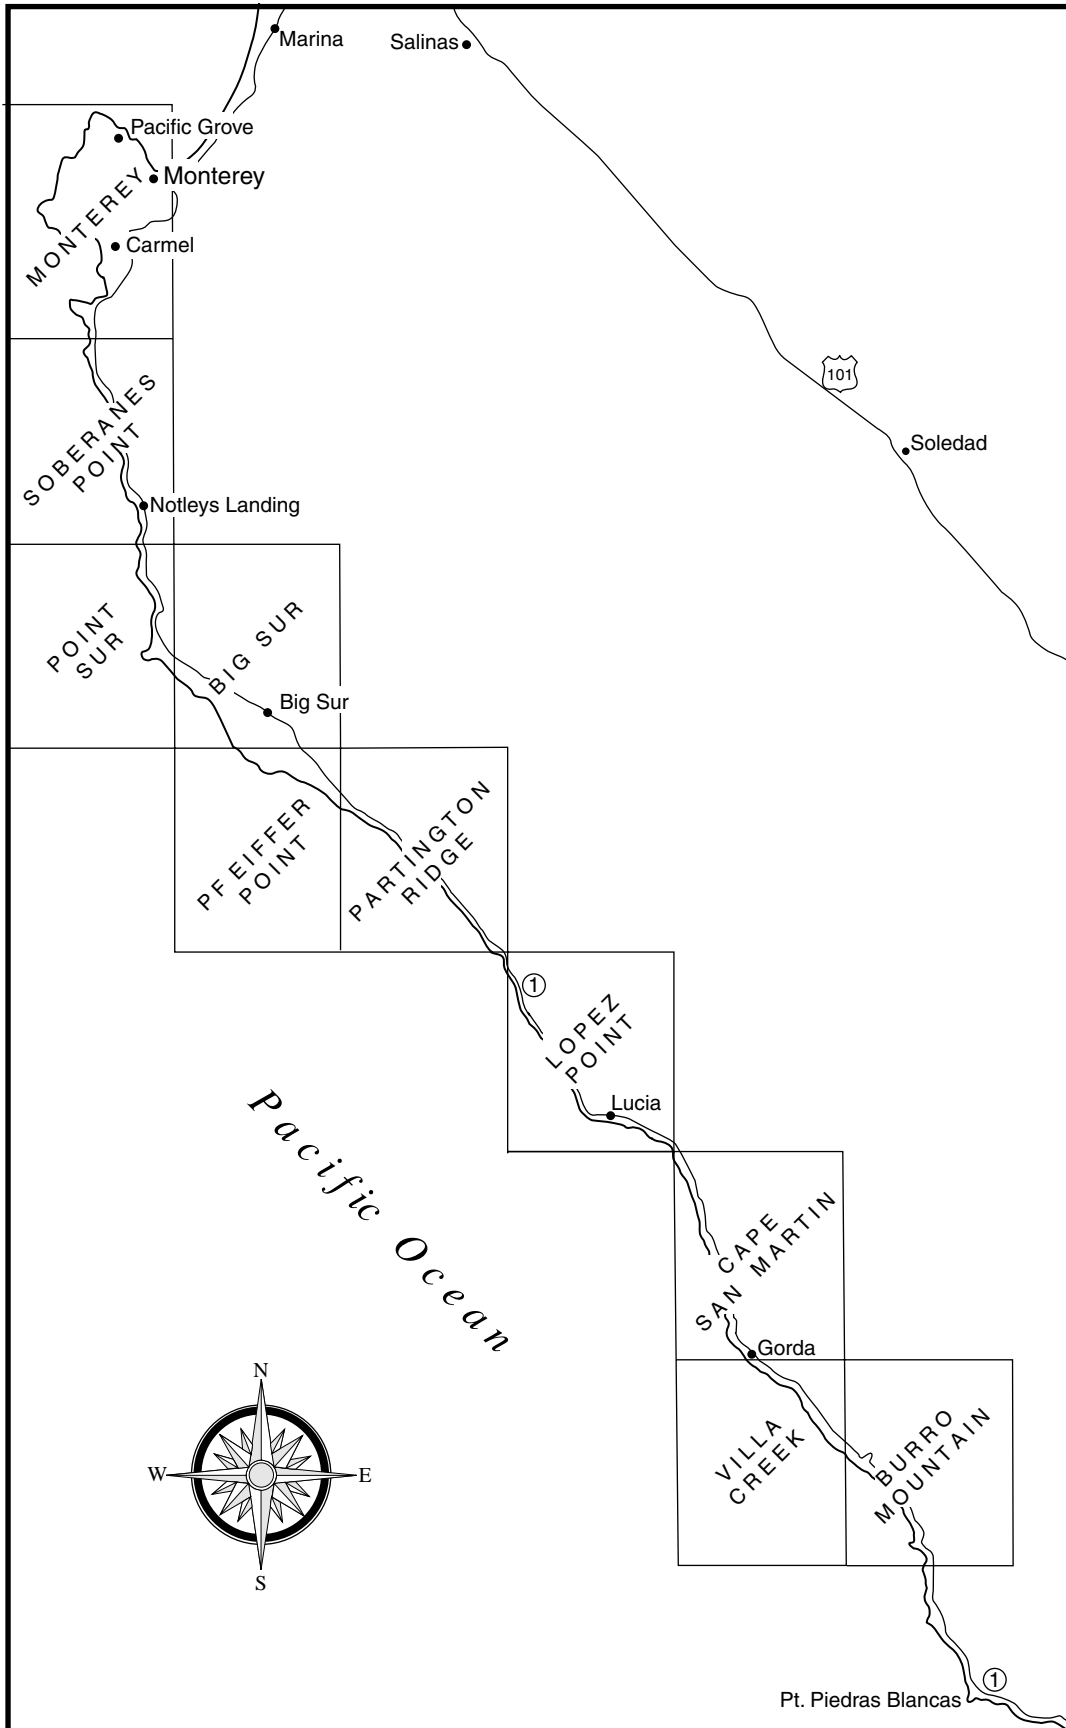 Marina
Salinas
Pacific Grove
Monterey
MONTEREY
Carmel
101
SOBERANES
POINT
Soledad
Notleys Landing
POINT
SUR
BIG SUR
Big Sur
PFEIFFER
POINT
PARTINGTON
RIDGE
1
LOPEZ
POINT
Lucia
Pacific Ocean
CAPE
SAN MARTIN
Gorda
N
W
E
S
VILLA
CREEK
BURRO
MOUNTAIN
1
Pt. Piedras Blancas